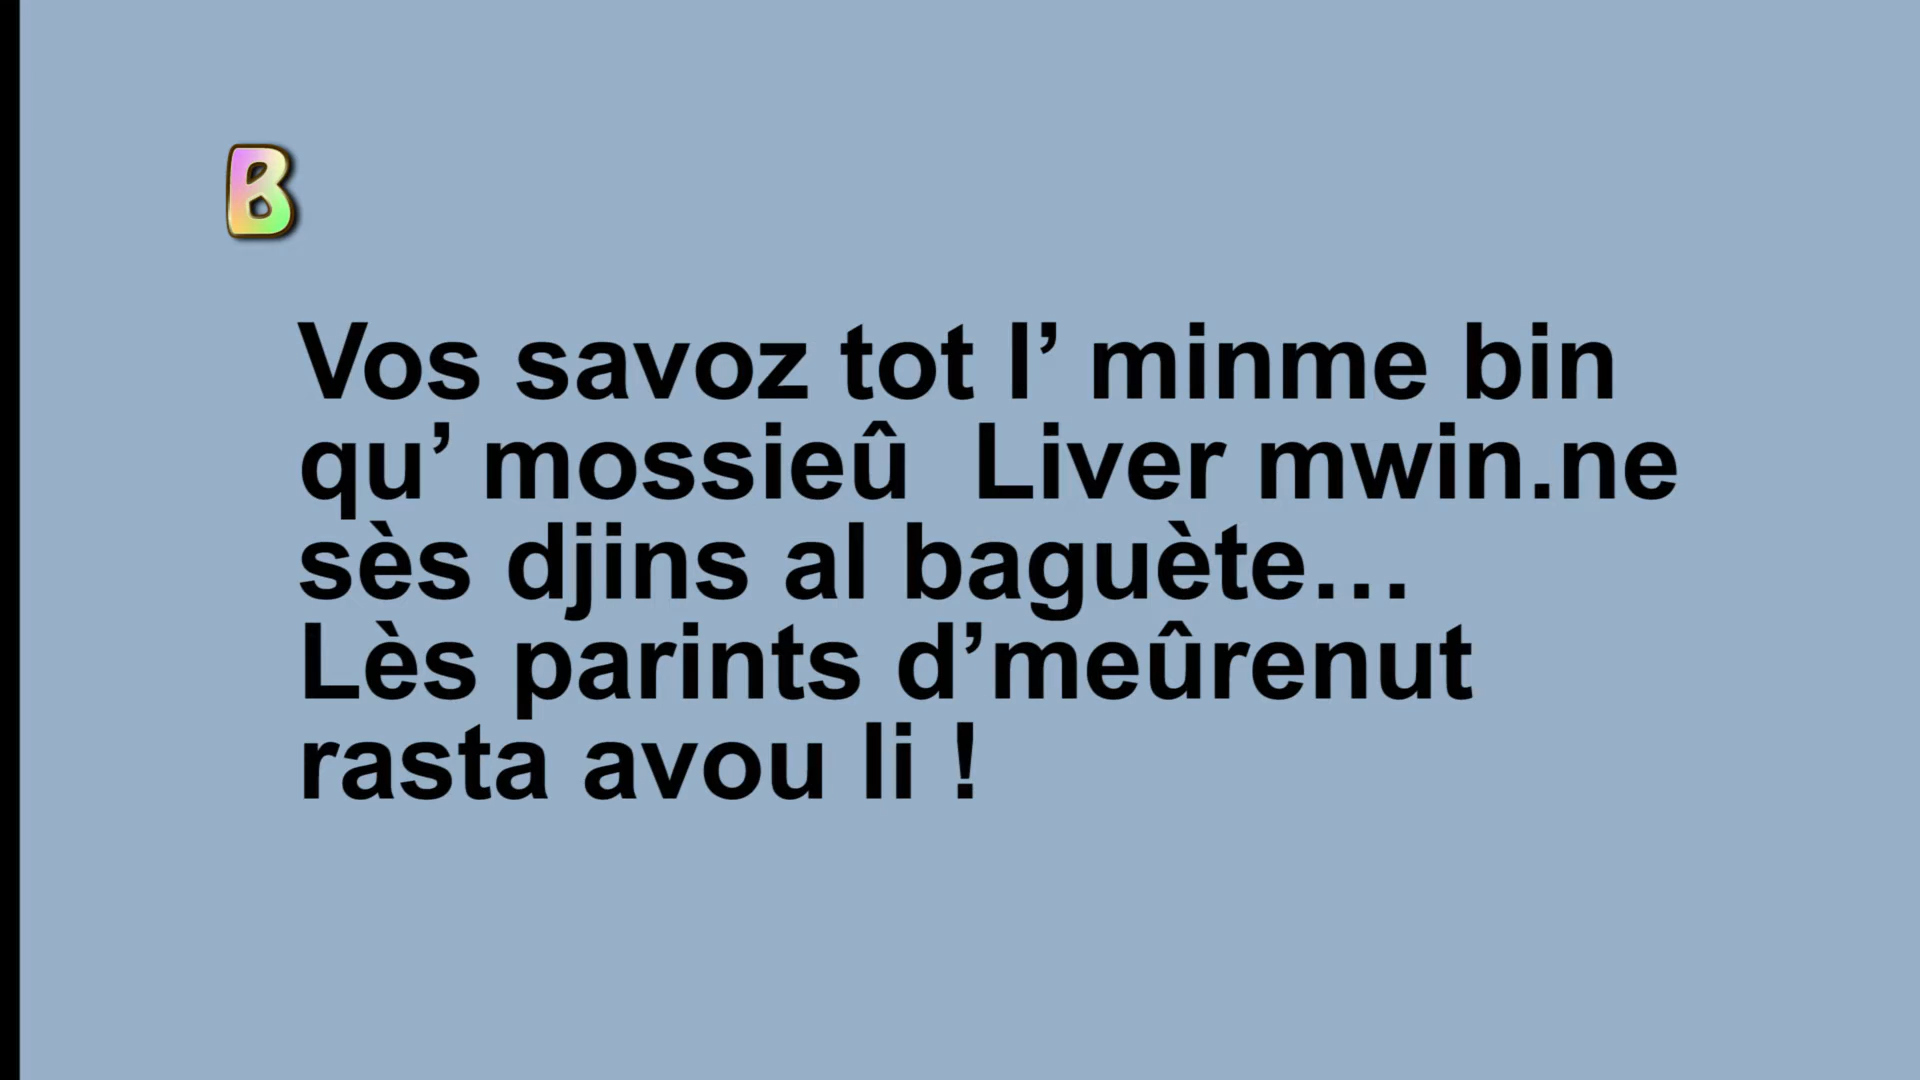 B
Vos savoz tot l’ minme bin
qu’ mossieû  Liver mwin.ne
sès djins al baguète…
Lès parints d’meûrenut
rasta avou li !